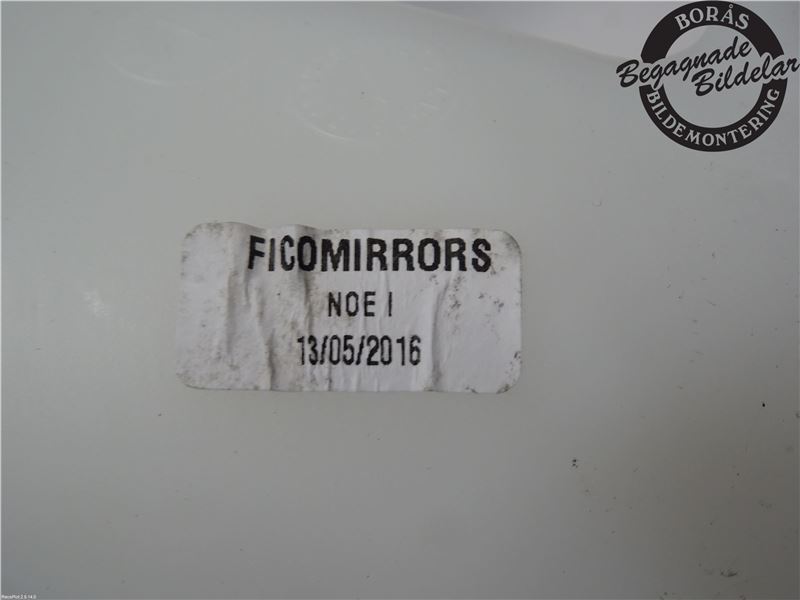 BORÅS
Begagnade
Bildelar
BILDEMONTERING
FICOMIRRORS
NOE I
13/05/2016